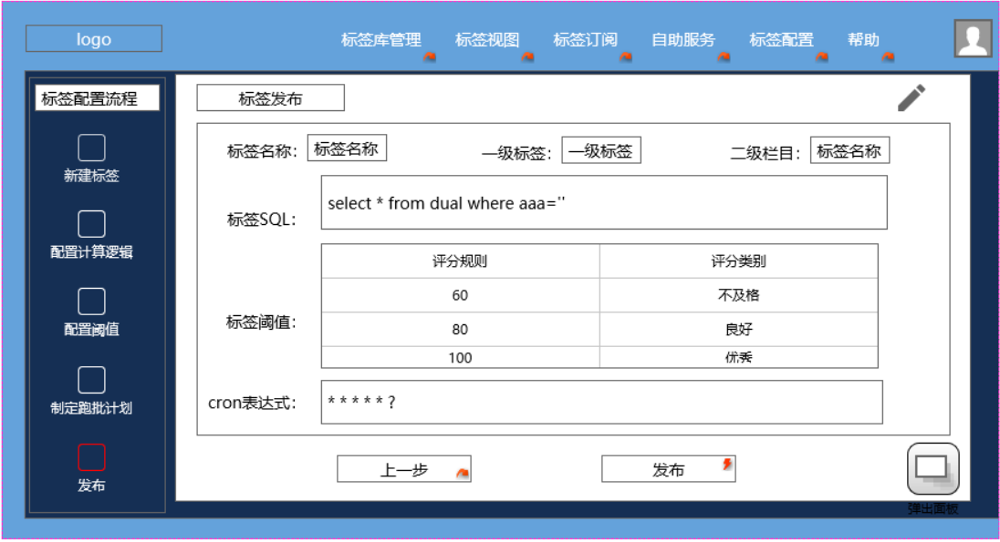 logo 标签库管理 标签视图 标签订阅 自助服务 标签配置 帮助
标签配置流程
新建标签
配置计算逻辑
配置阈值
制定跑批计划
发布
标签发布
标签名称: 标签名称 一级标签: 一级标签 二级栏目: 标签名称
标签SQL: select * from dual where aaa=''
标签阈值:
评分规则 评分类别
60 不及格
80 良好
100 优秀
cron表达式: * * * * * ?
上一步 发布
弹出面板